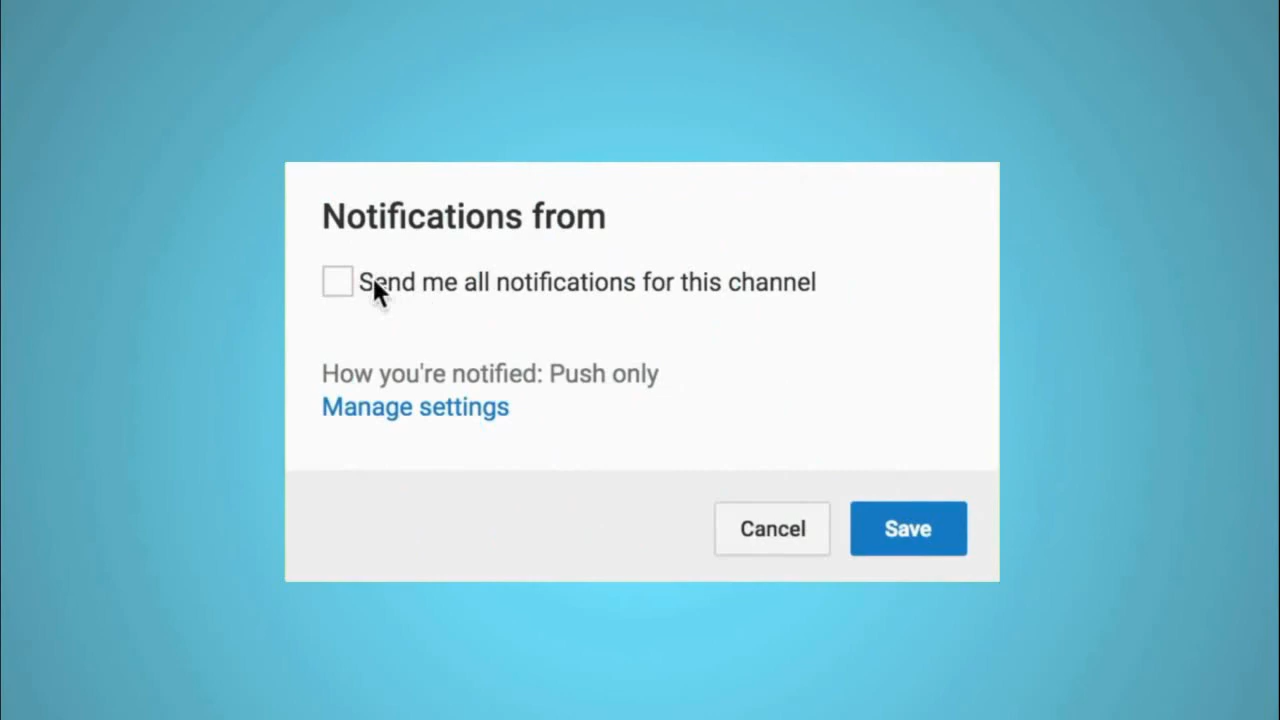 Notifications from
Send me all notifications for this channel
How you're notified: Push only
Manage settings
Cancel
Save